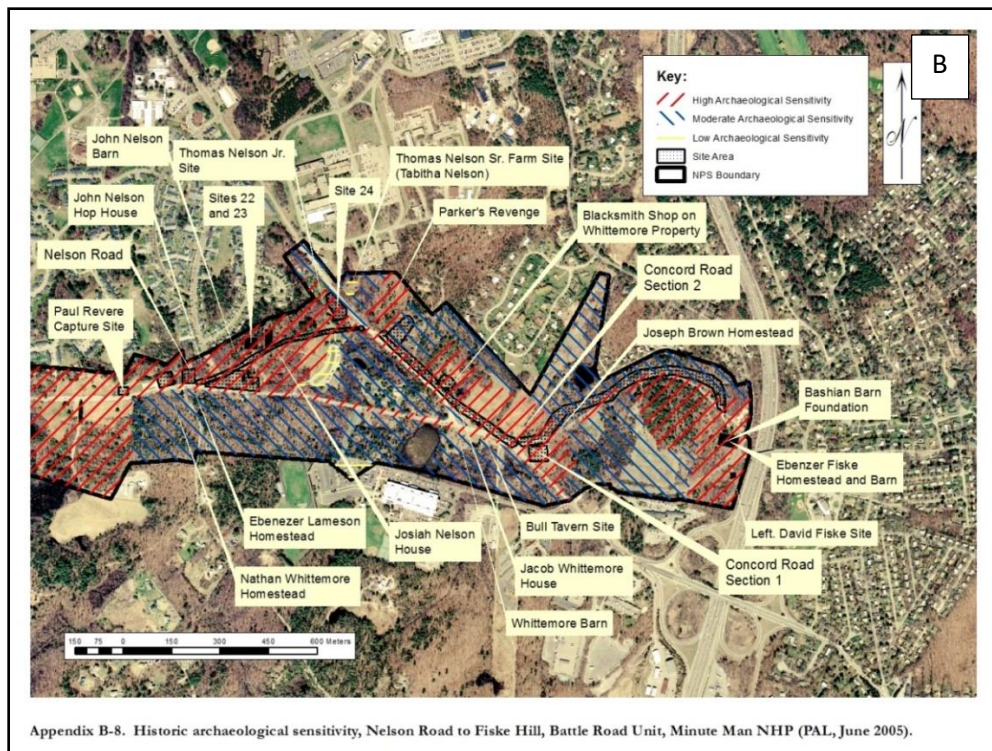 B
Key:
High Archaeological Sensitivity
Moderate Archaeological Sensitivity
Low Archaeological Sensitivity
Site Area
NPS Boundary
N
John Nelson
Barn
Thomas Nelson Jr.
Site
Site 24
Thomas Nelson Sr. Farm Site
(Tabitha Nelson)
John Nelson
Hop House
Sites 22
and 23
Parker's Revenge
Blacksmith Shop on
Whittemore Property
Nelson Road
Concord Road
Section 2
Paul Revere
Capture Site
Joseph Brown Homestead
Bashian Barn
Foundation
Ebenzer Fiske
Homestead and Barn
Ebenezer Lameson
Homestead
Josiah Nelson
House
Bull Tavern Site
Left. David Fiske Site
Nathan Whittemore
Homestead
Jacob Whittemore
House
Concord Road
Section 1
Whittemore Barn
150 75 0 150 300 450 600 Meters
Appendix B-8. Historic archaeological sensitivity, Nelson Road to Fiske Hill, Battle Road Unit, Minute Man NHP (PAL, June 2005).